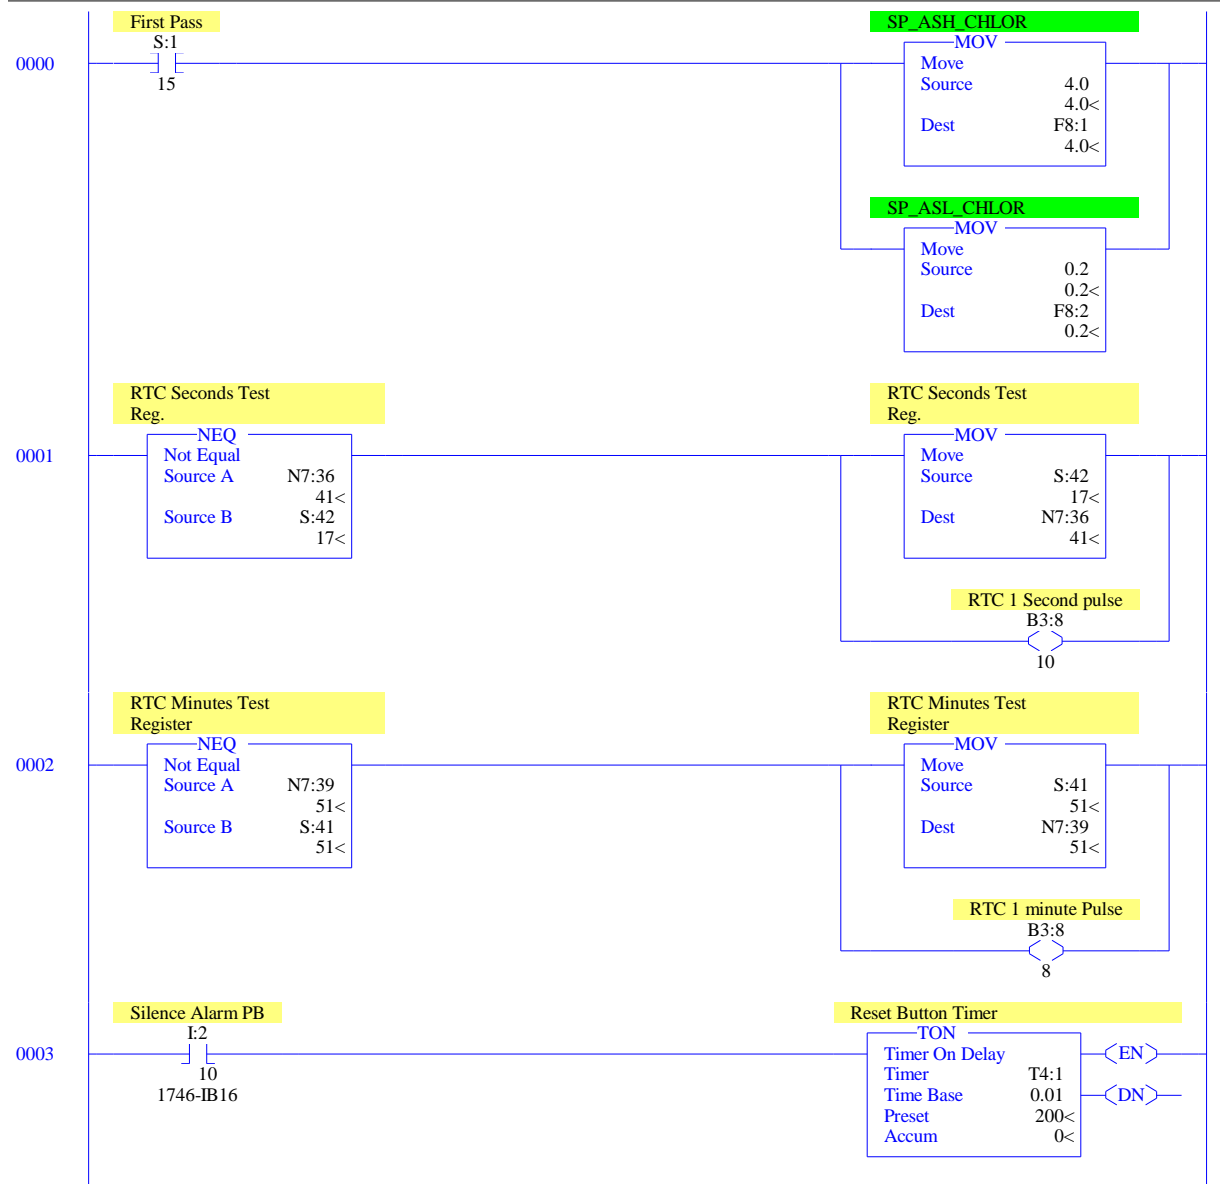 First Pass
S:1
15
0000
SP_ASH_CHLOR
MOV
Move
Source 4.0
4.0<
Dest F8:1
4.0<
SP_ASL_CHLOR
MOV
Move
Source 0.2
0.2<
Dest F8:2
0.2<
RTC Seconds Test
Reg.
0001
NEQ
Not Equal
Source A N7:36
41<
Source B S:42
17<
RTC Seconds Test
Reg.
MOV
Move
Source S:42
17<
Dest N7:36
41<
RTC 1 Second pulse
B3:8
10
RTC Minutes Test
Register
0002
NEQ
Not Equal
Source A N7:39
51<
Source B S:41
51<
RTC Minutes Test
Register
MOV
Move
Source S:41
51<
Dest N7:39
51<
RTC 1 minute Pulse
B3:8
8
Silence Alarm PB
I:2
0003
10
1746-IB16
Reset Button Timer
TON
Timer On Delay
Timer T4:1
Time Base 0.01
Preset 200<
Accum 0<
EN
DN